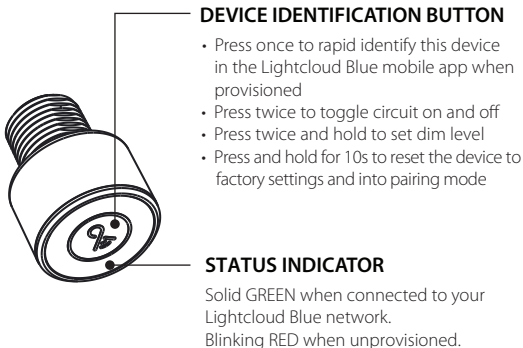 DEVICE IDENTIFICATION BUTTON
• Press once to rapid identify this device
in the Lightcloud Blue mobile app when
provisioned
• Press twice to toggle circuit on and off
• Press twice and hold to set dim level
• Press and hold for 10s to reset the device to
factory settings and into pairing mode
STATUS INDICATOR
Solid GREEN when connected to your
Lightcloud Blue network.
Blinking RED when unprovisioned.